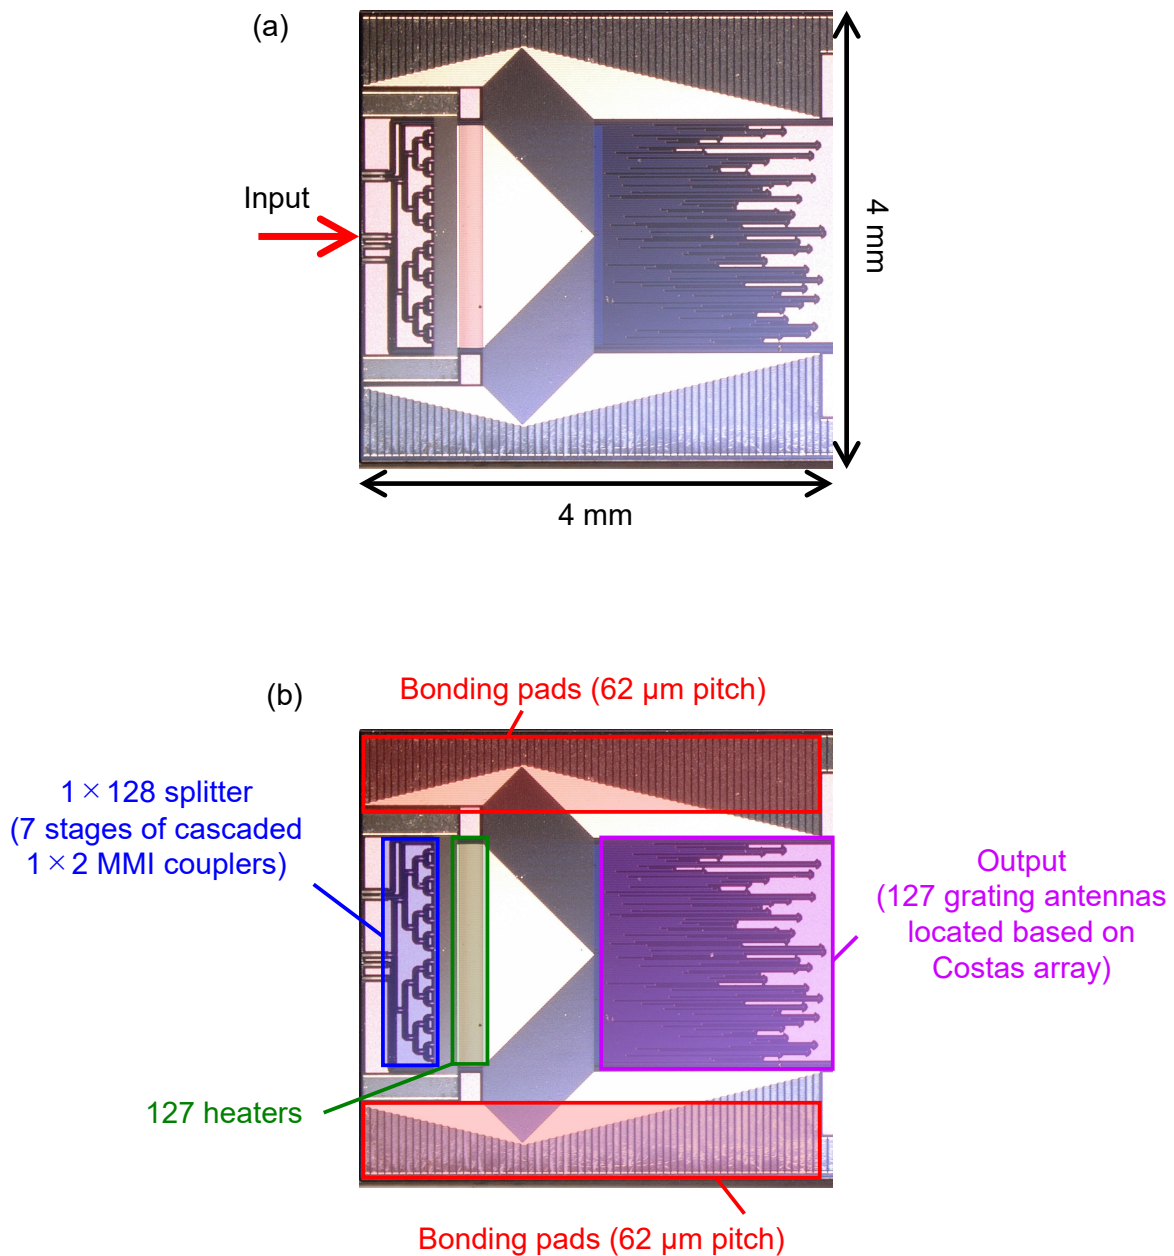 (a)
Input
4 mm
4 mm
(b)
Bonding pads (62 µm pitch)
1×128 splitter
(7 stages of cascaded
1×2 MMI couplers)
Output
(127 grating antennas
located based on
Costas array)
127 heaters
Bonding pads (62 µm pitch)